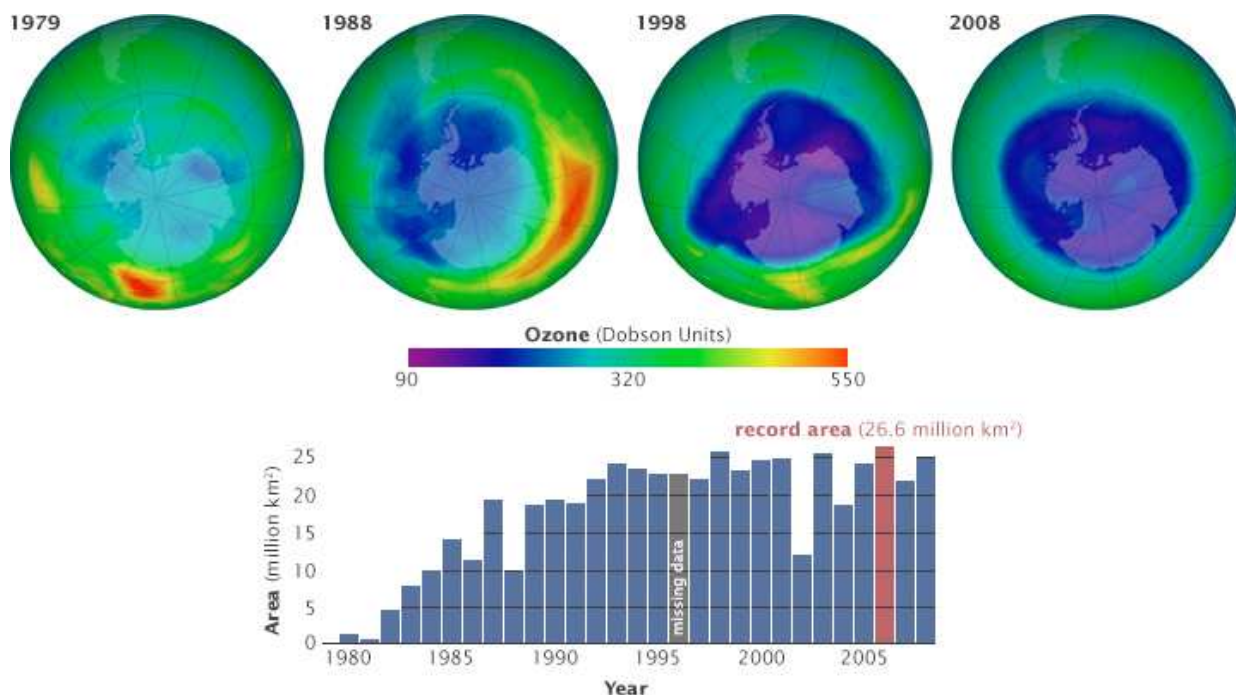 1979
1988
1998
2008
Ozone (Dobson Units)
90 320 550
record area (26.6 million km²)
Area (million km²)
25
20
15
10
5
0
missing data
1980 1985 1990 1995 2000 2005
Year